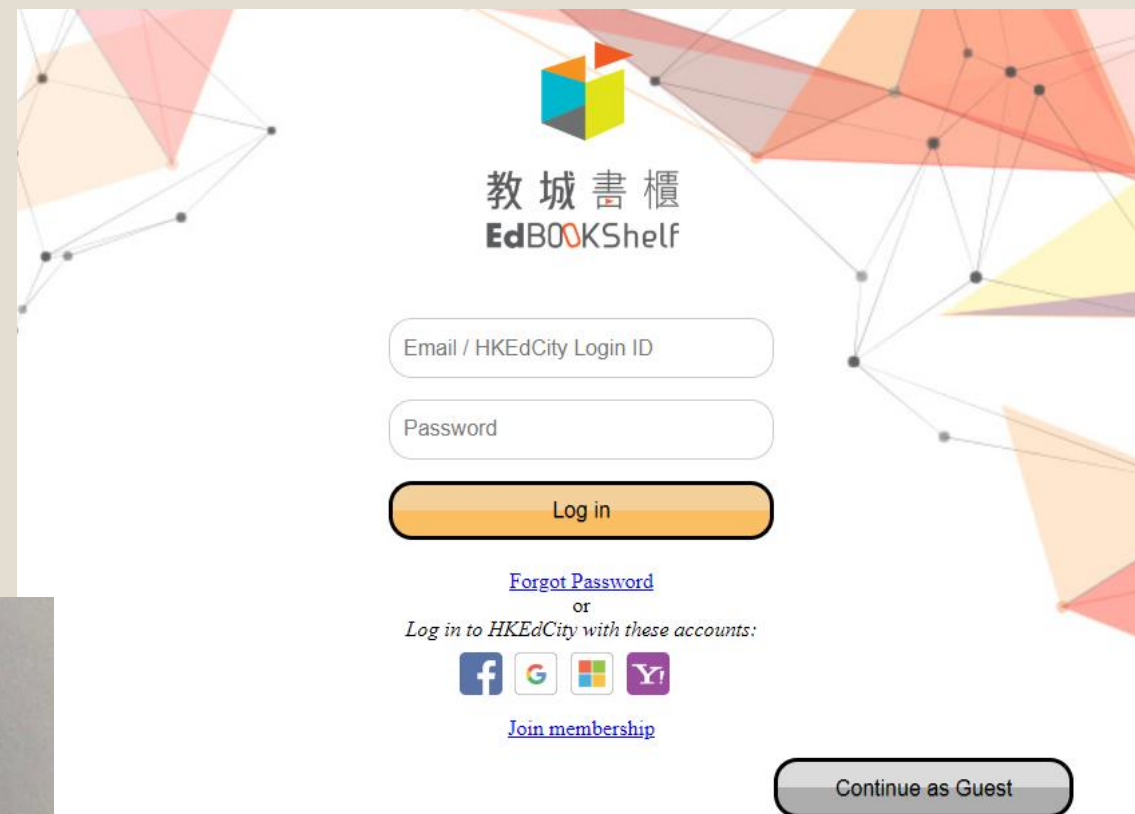 教城書櫃
EdBOOKShelf
Email / HKEdCity Login ID
Password
Log in
Forgot Password
or
Log in to HKEdCity with these accounts:
f G Y!
Join membership
Continue as Guest